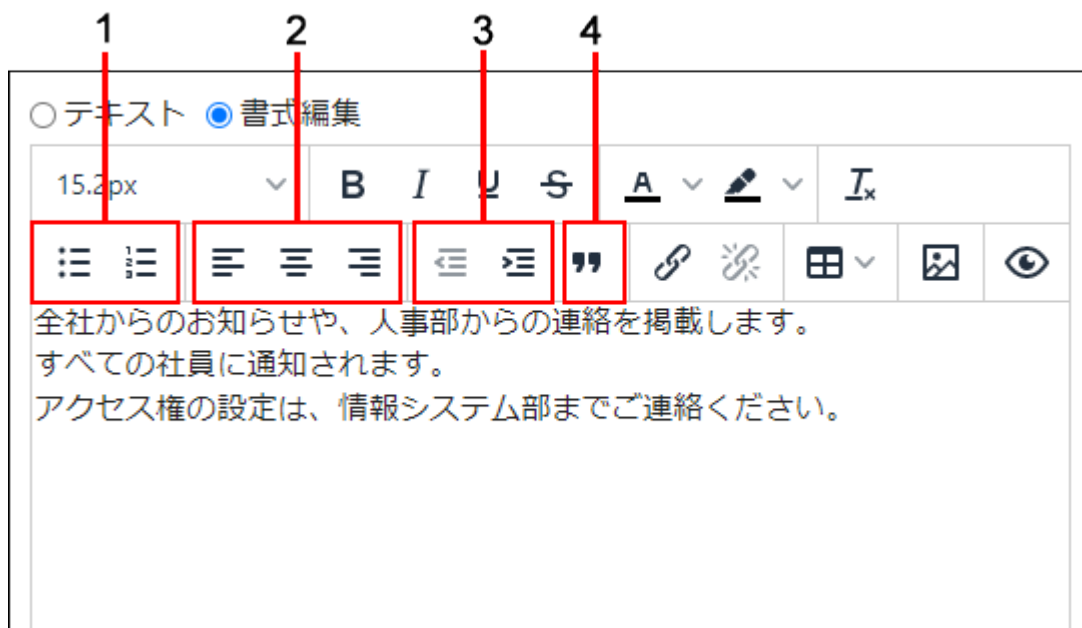 1 2 3 4
テキスト 書式編集
15.2px B I U S A Tx
全社からのお知らせや、人事部からの連絡を掲載します。
すべての社員に通知されます。
アクセス権の設定は、情報システム部までご連絡ください。